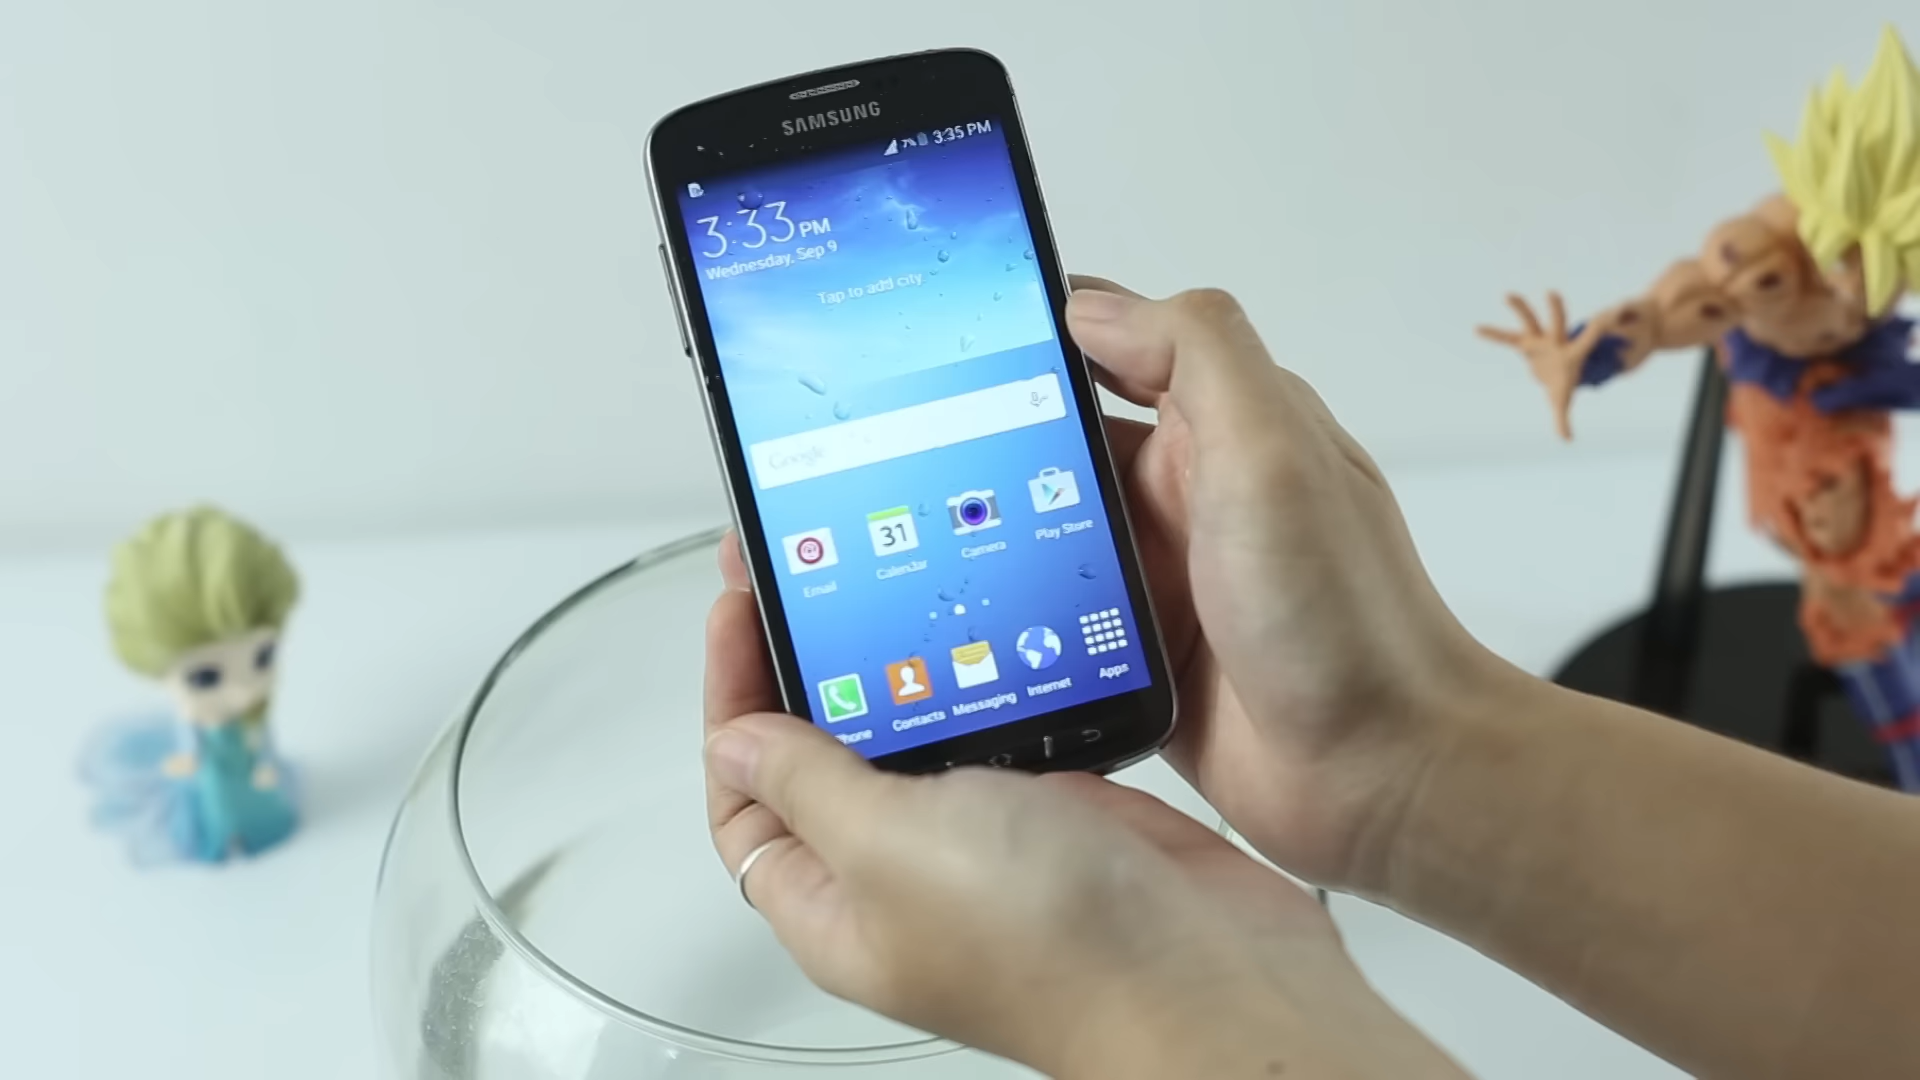 SAMSUNG
7% 3:35 PM
3:33 PM
Wednesday, Sep 9
Tap to add city
Google
31
Email
Calendar
Camera
Play Store
Phone
Contacts
Messaging
Internet
Apps